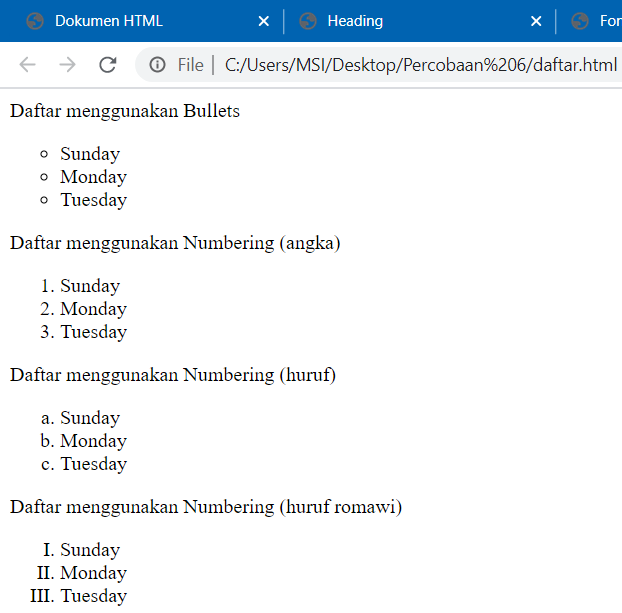 Dokumen HTML
Heading
For
File | C:/Users/MSI/Desktop/Percobaan%206/daftar.html
Daftar menggunakan Bullets
Sunday
Monday
Tuesday
Daftar menggunakan Numbering (angka)
1. Sunday
2. Monday
3. Tuesday
Daftar menggunakan Numbering (huruf)
a. Sunday
b. Monday
c. Tuesday
Daftar menggunakan Numbering (huruf romawi)
I. Sunday
II. Monday
III. Tuesday